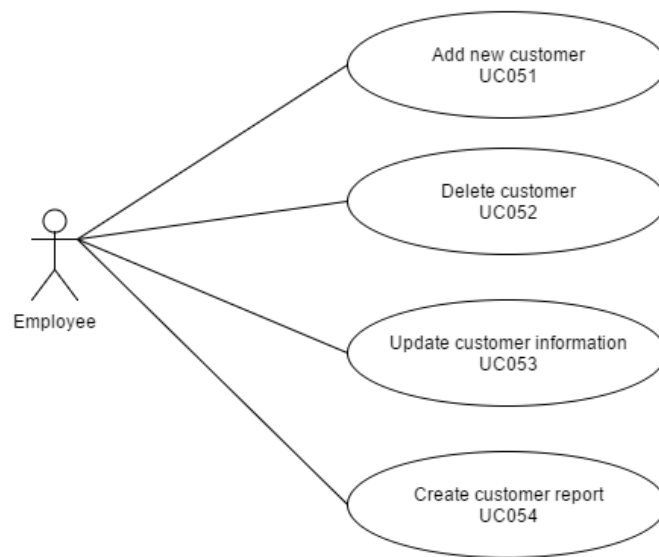 Add new customer
UC051
Delete customer
UC052
Employee
Update customer information
UC053
Create customer report
UC054